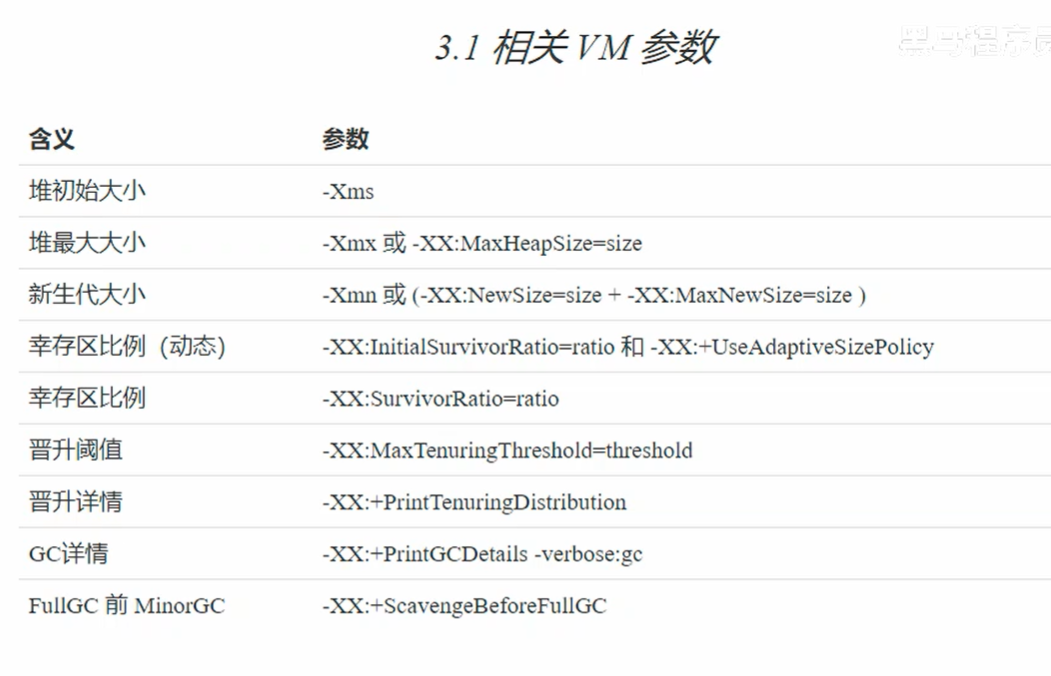 3.1 相关 VM 参数
黑马程序员
含义 参数
堆初始大小 -Xms
堆最大大小 -Xmx 或 -XX:MaxHeapSize=size
新生代大小 -Xmn 或 (-XX:NewSize=size + -XX:MaxNewSize=size )
幸存区比例（动态） -XX:InitialSurvivorRatio=ratio 和 -XX:+UseAdaptiveSizePolicy
幸存区比例 -XX:SurvivorRatio=ratio
晋升阈值 -XX:MaxTenuringThreshold=threshold
晋升详情 -XX:+PrintTenuringDistribution
GC详情 -XX:+PrintGCDetails -verbose:gc
FullGC 前 MinorGC -XX:+ScavengeBeforeFullGC